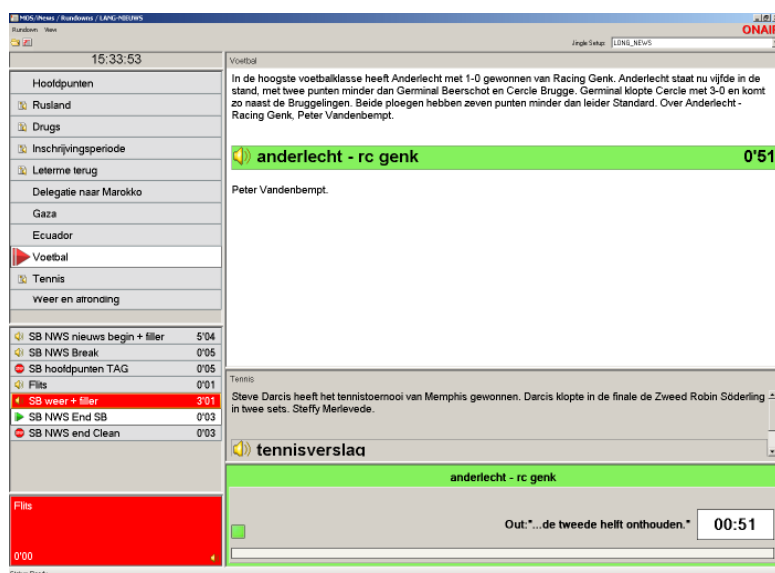 MOS/iNews / Rundowns / LANG-NIEUWS
Rundown View
ONAIR
Jingle Setup LONG_NEWS
15:33:53
Hoofdpunten
Rusland
Drugs
Inschrijvingsperiode
Leterme terug
Delegatie naar Marokko
Gaza
Ecuador
Voetbal
Tennis
Weer en afronding
SB NWS nieuws begin + filler 5'04
SB NWS Break 0'05
SB hoofdpunten TAG 0'05
Flits 0'01
SB weer + filler 3'01
SB NWS End SB 0'03
SB NWS end Clean 0'03
Flits
0'00
Voetbal
In de hoogste voetbalklasse heeft Anderlecht met 1-0 gewonnen van Racing Genk. Anderlecht staat nu vijfde in de
stand, met twee punten minder dan Germinal Beerschot en Cercle Brugge. Germinal klopte Cercle met 3-0 en komt
zo naast de Bruggelingen. Beide ploegen hebben zeven punten minder dan leider Standard. Over Anderlecht -
Racing Genk, Peter Vandenbempt.
anderlecht - rc genk 0'51
Peter Vandenbempt.
Tennis
Steve Darcis heeft het tennistoernooi van Memphis gewonnen. Darcis klopte in de finale de Zweed Robin Söderling
in twee sets. Steffy Merlevede.
tennisverslag
anderlecht - rc genk
Out:"...de tweede helft onthouden." 00:51